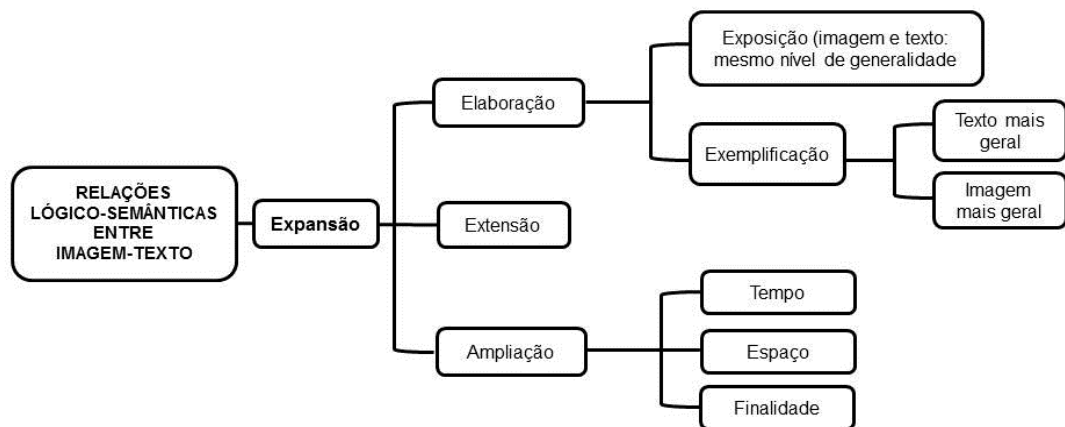 RELAÇÕES
LÓGICO-SEMÂNTICAS
ENTRE
IMAGEM-TEXTO
Expansão
Elaboração
Exposição (imagem e texto:
mesmo nível de generalidade
Exemplificação
Texto mais
geral
Imagem
mais geral
Extensão
Ampliação
Tempo
Espaço
Finalidade